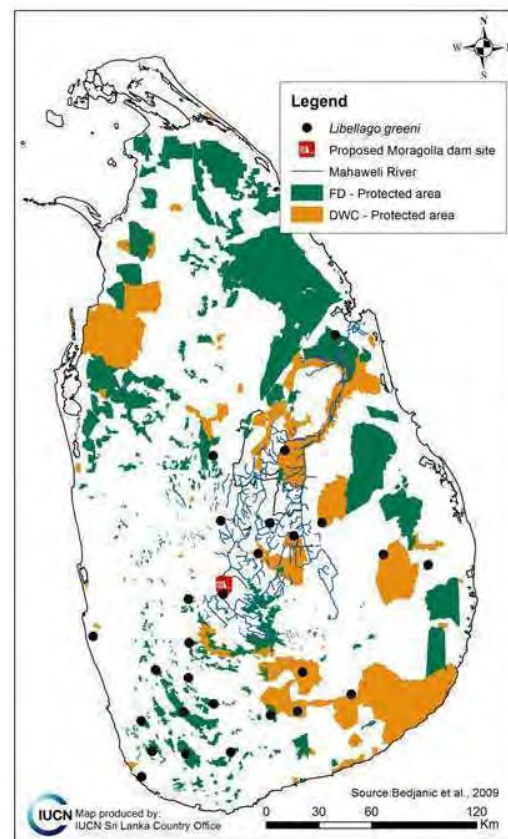 N
W
S
Legend
Libellago greeni
Proposed Moragolla dam site
Mahaweli River
FD - Protected area
DWC - Protected area
Source:Bedjanic et al., 2009
IUCN
Map produced by:
IUCN Sri Lanka Country Office
0 30 60 120
Km